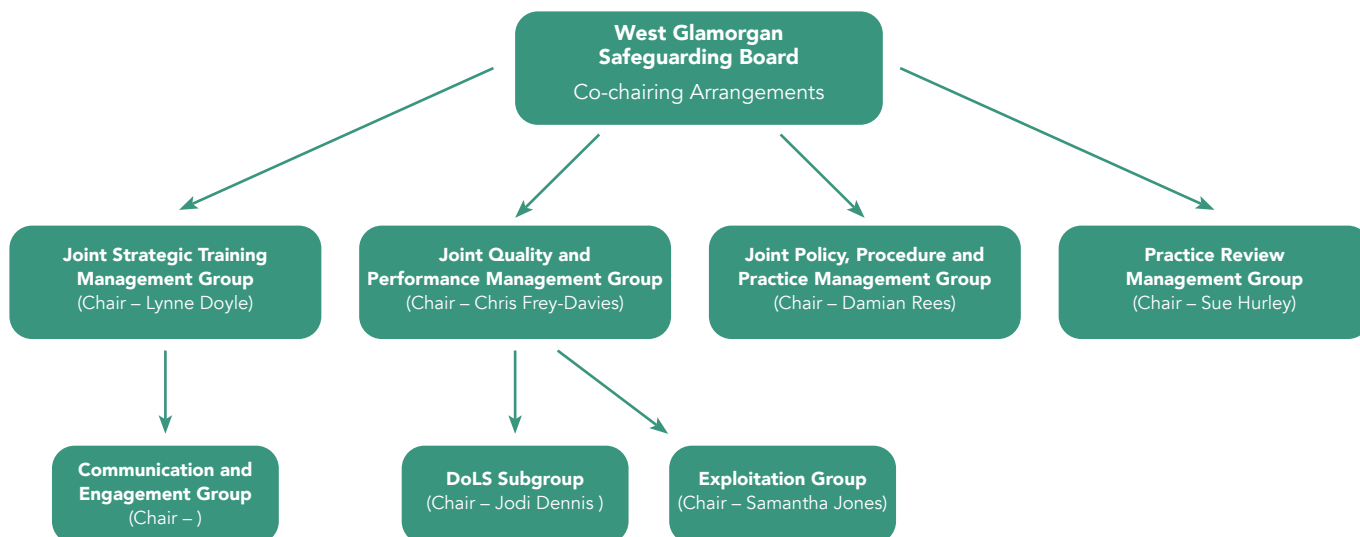 West Glamorgan
Safeguarding Board
Co-chairing Arrangements
Joint Strategic Training
Management Group
(Chair – Lynne Doyle)
Joint Quality and
Performance Management Group
(Chair – Chris Frey-Davies)
Joint Policy, Procedure and
Practice Management Group
(Chair – Damian Rees)
Practice Review
Management Group
(Chair – Sue Hurley)
Communication and
Engagement Group
(Chair – )
DoLS Subgroup
(Chair – Jodi Dennis )
Exploitation Group
(Chair – Samantha Jones)